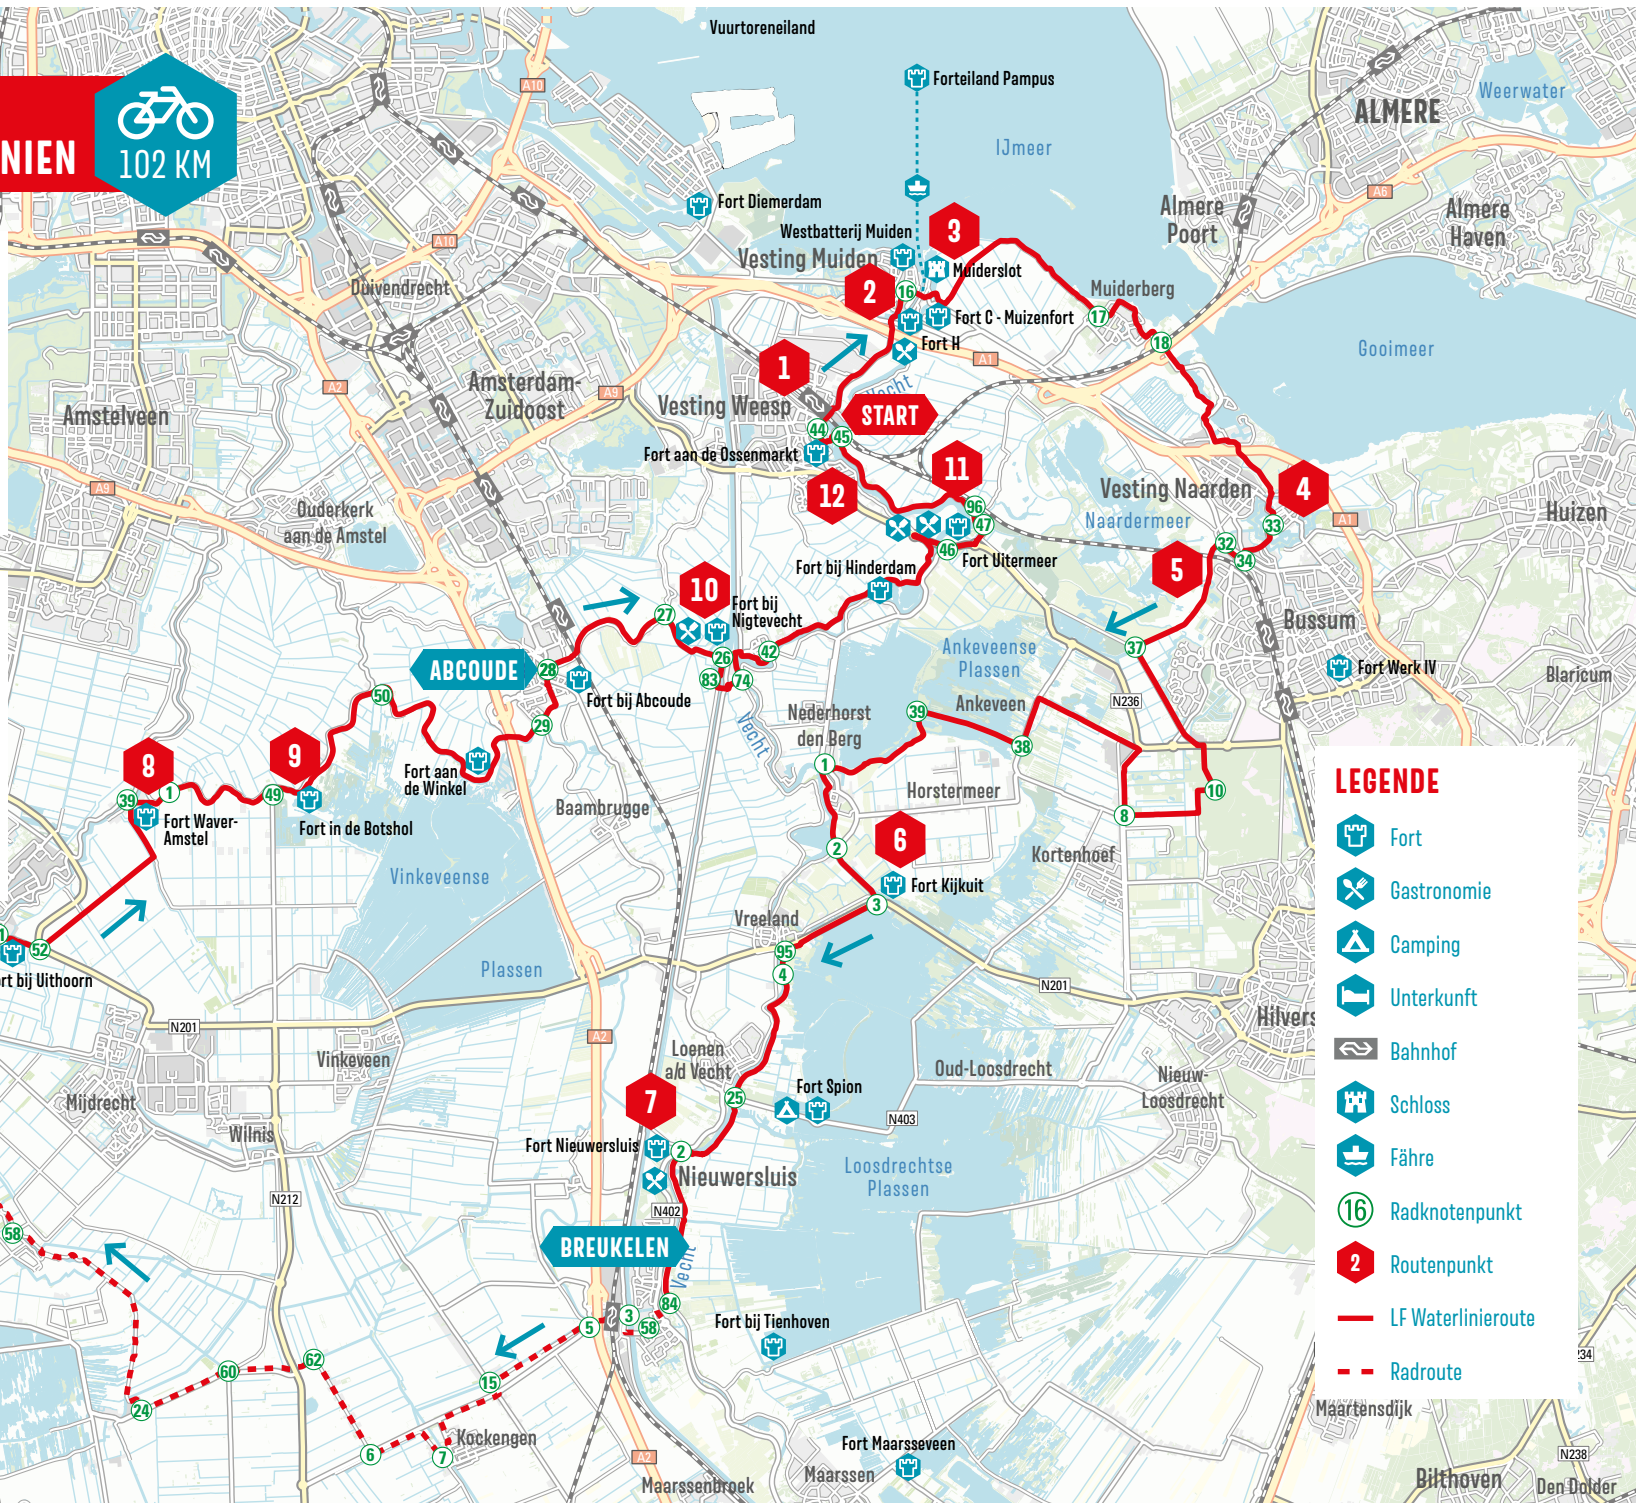 Vuurtoreneiland
NIEN
102 KM
A10
Forteiland Pampus
ALMERE
Weerwater
IJmeer
A6
Fort Diemerdam
Almere
Poort
Almere
Haven
Westbatterij Muiden
3
Vesting Muiden
A10
Muiderslot
Duivendrecht
2
16
Muiderberg
17
Fort C - Muizenfort
18
Fort H
A1
Gooimeer
1
A2
Amsterdam-
Zuidoost
A9
Vecht
Amstelveen
Vesting Weesp
START
44
45
Fort aan de Ossenmarkt
11
A9
12
Vesting Naarden
4
Ouderkerk
aan de Amstel
96
47
Naardermeer
33
A1
Huizen
32
34
46
Fort Uitermeer
Fort bij Hinderdam
5
10
27
Fort bij
Nigtevecht
Bussum
Ankeveense
Plassen
37
42
26
ABCOUDE
28
83
74
Fort Werk IV
Blaricum
Fort bij Abcoude
50
N236
Ankeveen
39
Nederhorst
den Berg
Vecht
29
38
9
8
1
Fort aan
de Winkel
LEGENDE
39
1
49
Horstermeer
10
Baambrugge
8
Fort Waver-
Amstel
Fort in de Botshol
Fort
6
2
Kortenhoef
Vinkeveense
Fort Kijkuit
Gastronomie
3
Vreeland
1
52
95
Camping
Plassen
4
rt bij Uithoorn
N201
Unterkunft
N201
Hilvers
A2
Loenen
a/d Vecht
Bahnhof
Vinkeveen
Oud-Loosdrecht
Nieuw-
Loosdrecht
Fort Spion
7
25
Mijdrecht
Schloss
N403
Wilnis
Fort Nieuwersluis
2
Loosdrechtse
Plassen
Fähre
Nieuwersluis
N212
N402
16
Radknotenpunkt
58
BREUKELEN
Vecht
2
Routenpunkt
84
3
58
5
Fort bij Tienhoven
LF Waterlinieroute
62
60
234
15
Radroute
24
Maartensdijk
6
7
Kockengen
Fort Maarsseveen
A2
Maarssen
N238
Maarssenbroek
Bilthoven
Den Dolder